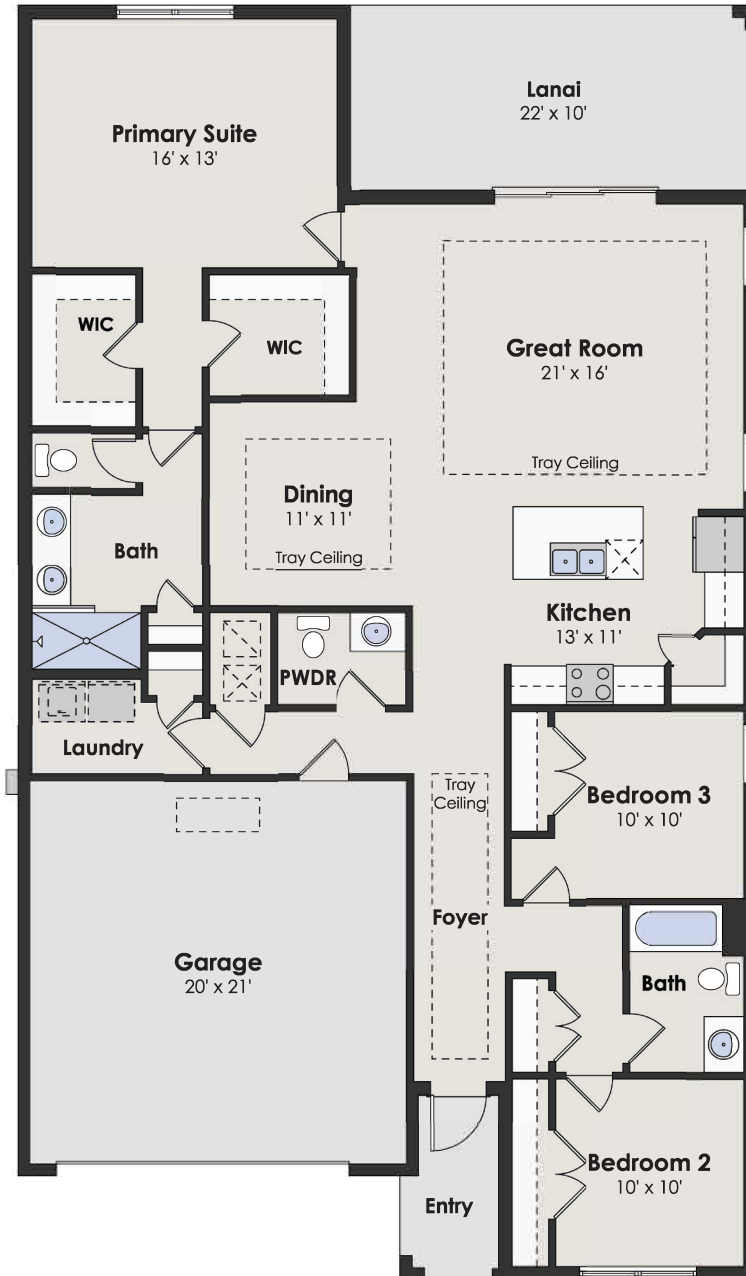 Lanai
22' x 10'
Primary Suite
16' x 13'
WIC
WIC
Great Room
21' x 16'
Tray Ceiling
Dining
11' x 11'
Tray Ceiling
Bath
Kitchen
13' x 11'
PWDR
Laundry
Tray
Ceiling
Bedroom 3
10' x 10'
Foyer
Garage
20' x 21'
Bath
Bedroom 2
10' x 10'
Entry